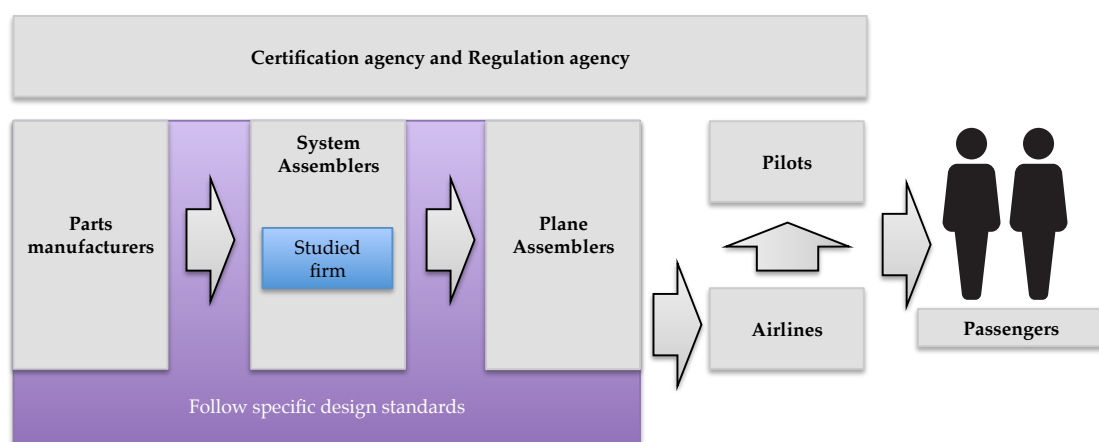 Certification agency and Regulation agency
Parts
manufacturers
System
Assemblers
Studied
firm
Plane
Assemblers
Pilots
Airlines
Passengers
Follow specific design standards